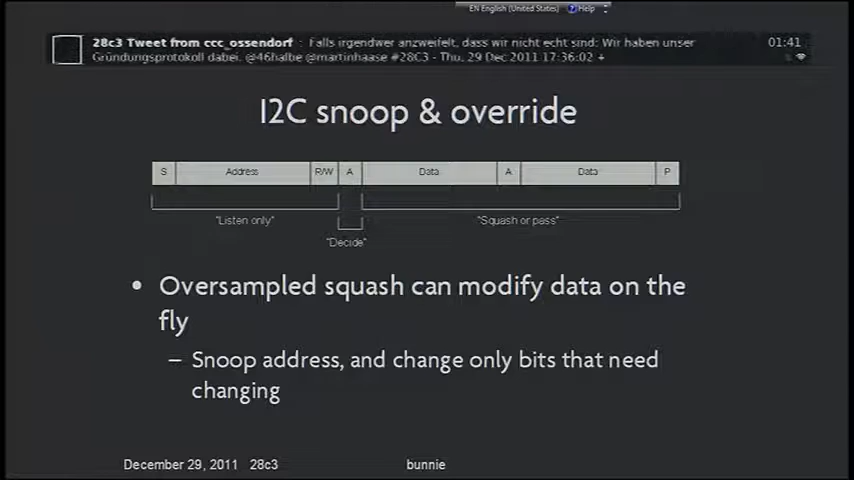 EN English (United States) ? Help
28c3 Tweet from ccc_ossendorf : Falls irgendwer anzweifelt, dass wir nicht echt sind: Wir haben unser
Gründungsprotokoll dabei. @46halbe @martinhaase #28C3 - Thu, 29 Dec 2011 17:36:02 +
01:41
I2C snoop & override
S Address R/W A Data A Data P
"Listen only" "Squash or pass"
"Decide"
• Oversampled squash can modify data on the
fly
– Snoop address, and change only bits that need
changing
December 29, 2011 28c3 bunnie